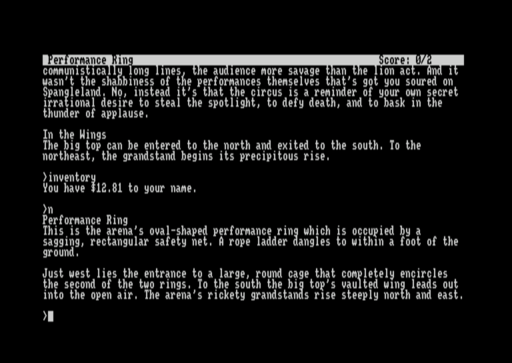 Performance Ring Score: 0/2
communistically long lines, the audience more savage than the lion act. And it
wasn't the shabbiness of the performances themselves that's got you soured on
Spangleland. No, instead it's that the circus is a reminder of your own secret
irrational desire to steal the spotlight, to defy death, and to bask in the
thunder of applause.
In the Wings
The big top can be entered to the north and exited to the south. To the
northeast, the grandstand begins its precipitous rise.
>inventory
You have $12.81 to your name.
>n
Performance Ring
This is the arena's oval-shaped performance ring which is occupied by a
sagging, rectangular safety net. A rope ladder dangles to within a foot of the
ground.
Just west lies the entrance to a large, round cage that completely encircles
the second of the two rings. To the south the big top's vaulted wing leads out
into the open air. The arena's rickety grandstands rise steeply north and east.
>